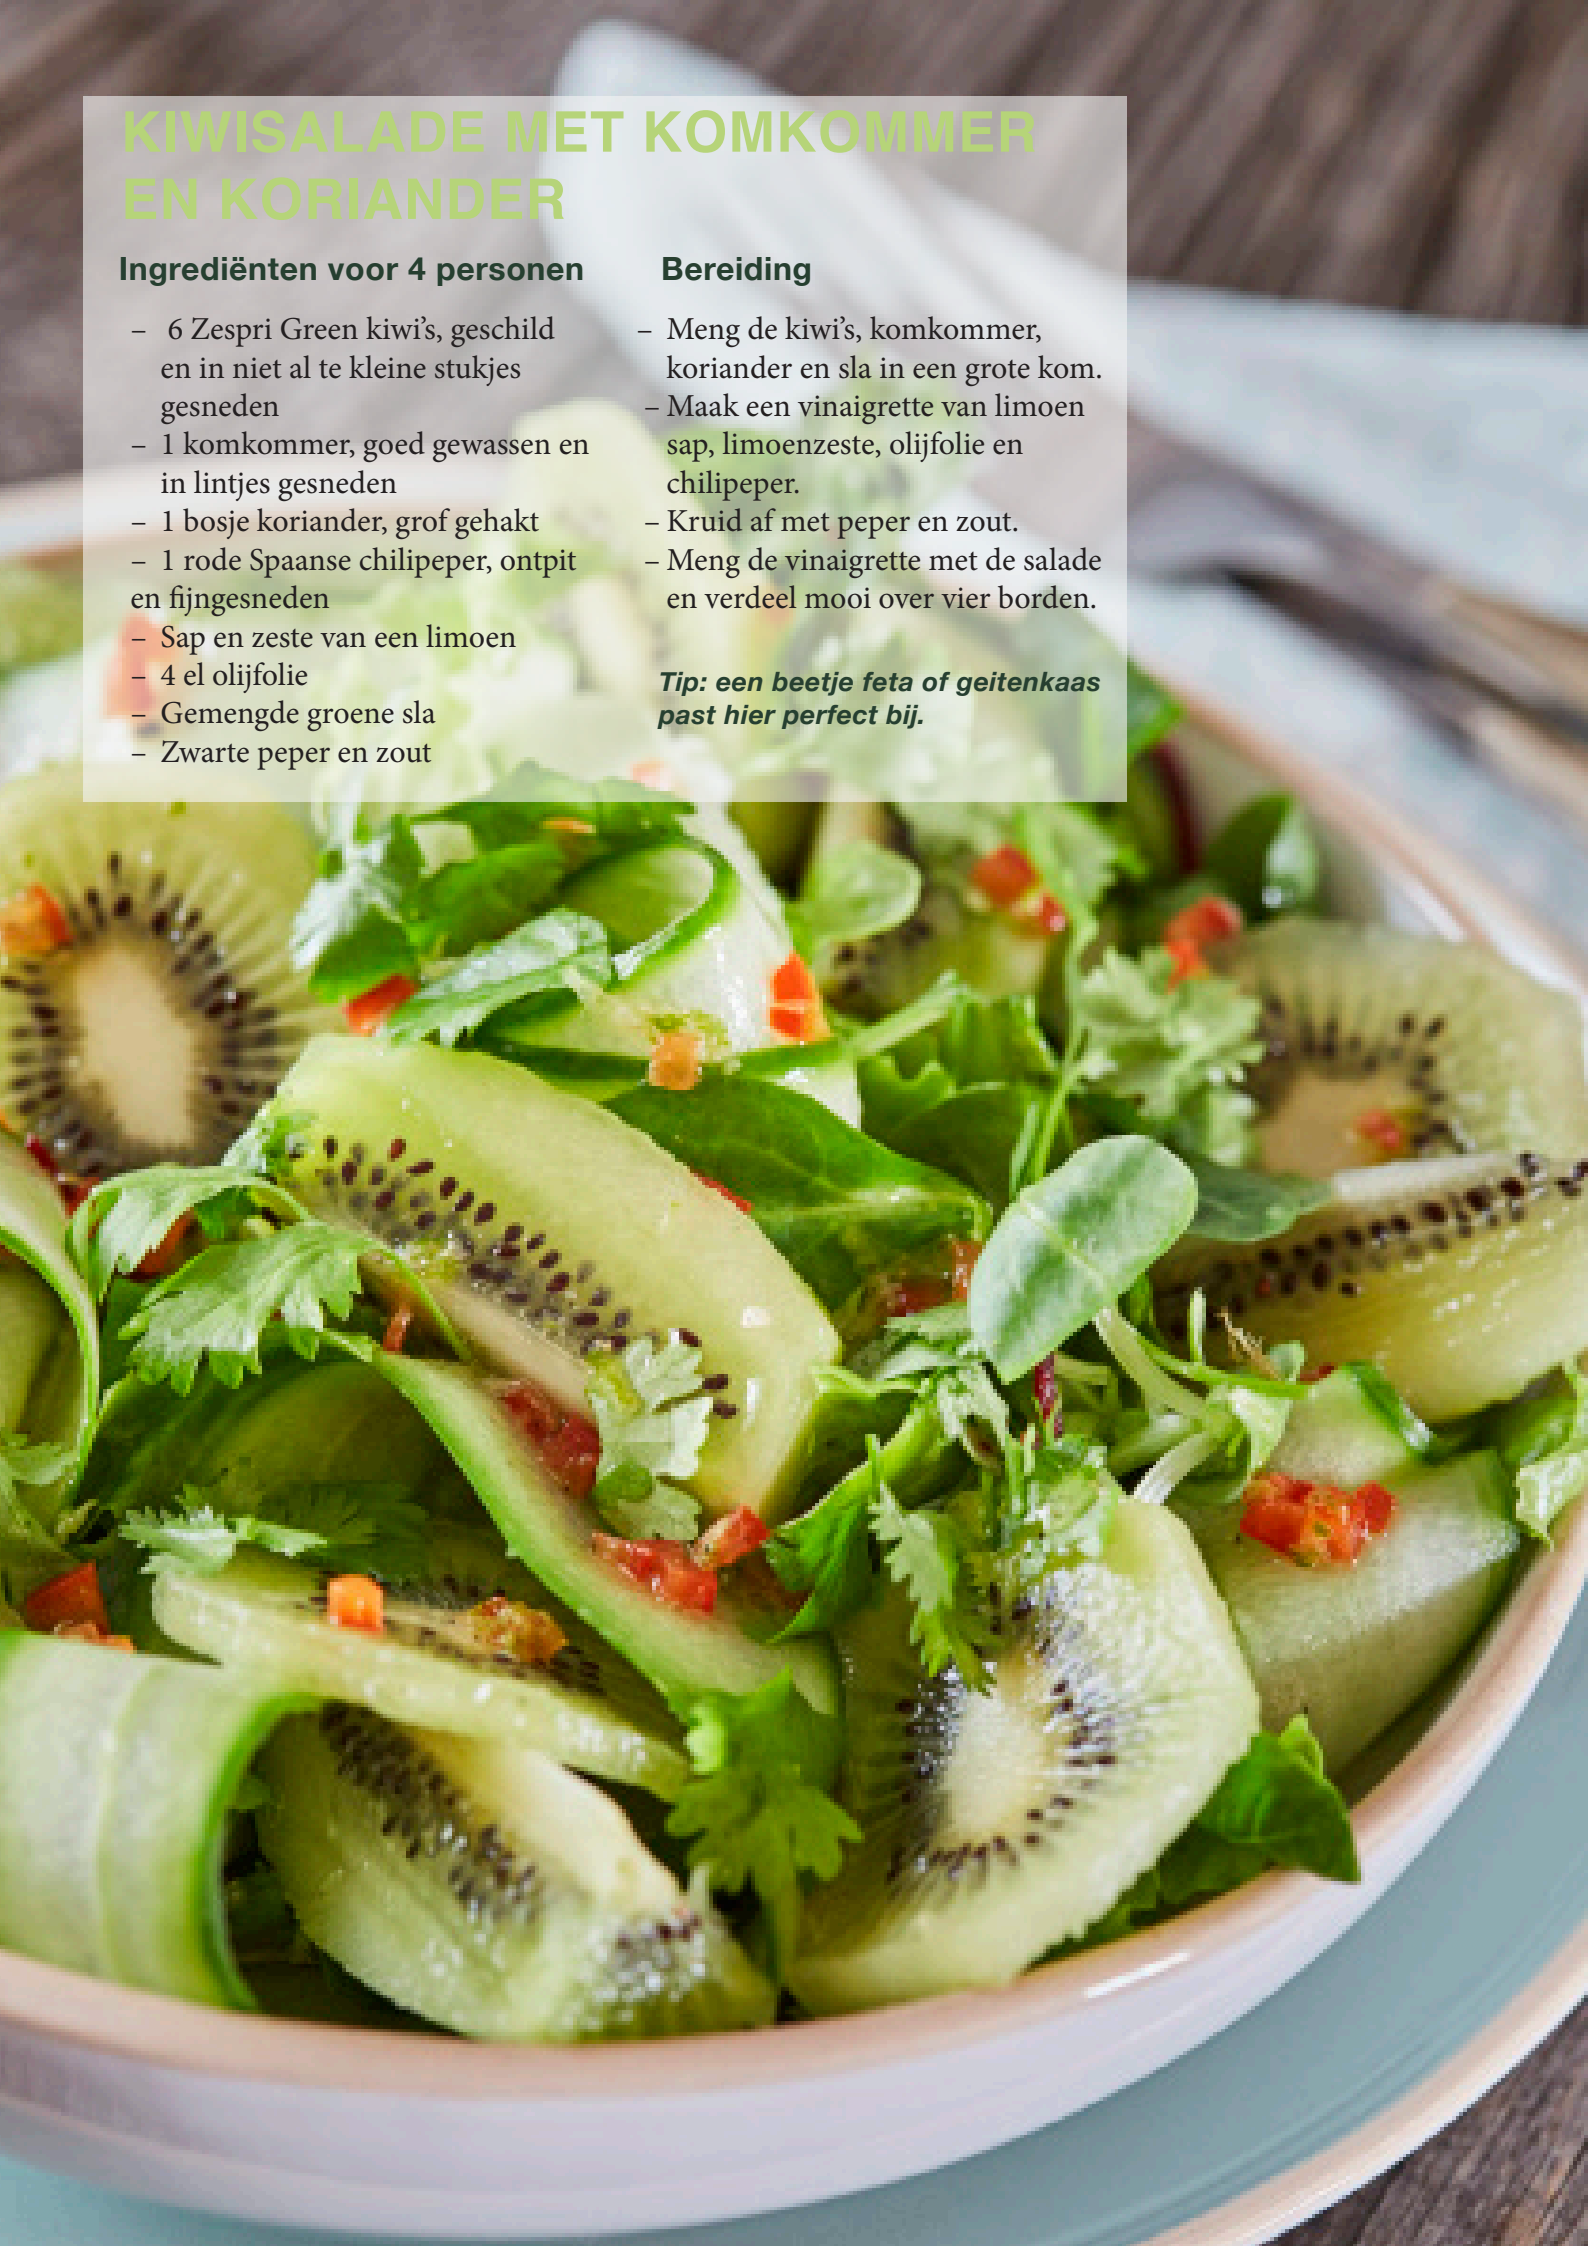 KIWISALADE MET KOMKOMMER
EN KORIANDER
Ingrediënten voor 4 personen
– 6 Zespri Green kiwi’s, geschild
en in niet al te kleine stukjes
gesneden
– 1 komkommer, goed gewassen en
in lintjes gesneden
– 1 bosje koriander, grof gehakt
– 1 rode Spaanse chilipeper, ontpit
en fijngesneden
– Sap en zeste van een limoen
– 4 el olijfolie
– Gemengde groene sla
– Zwarte peper en zout
Bereiding
– Meng de kiwi’s, komkommer,
koriander en sla in een grote kom.
– Maak een vinaigrette van limoen
sap, limoenzeste, olijfolie en
chilipeper.
– Kruid af met peper en zout.
– Meng de vinaigrette met de salade
en verdeel mooi over vier borden.
Tip: een beetje feta of geitenkaas
past hier perfect bij.